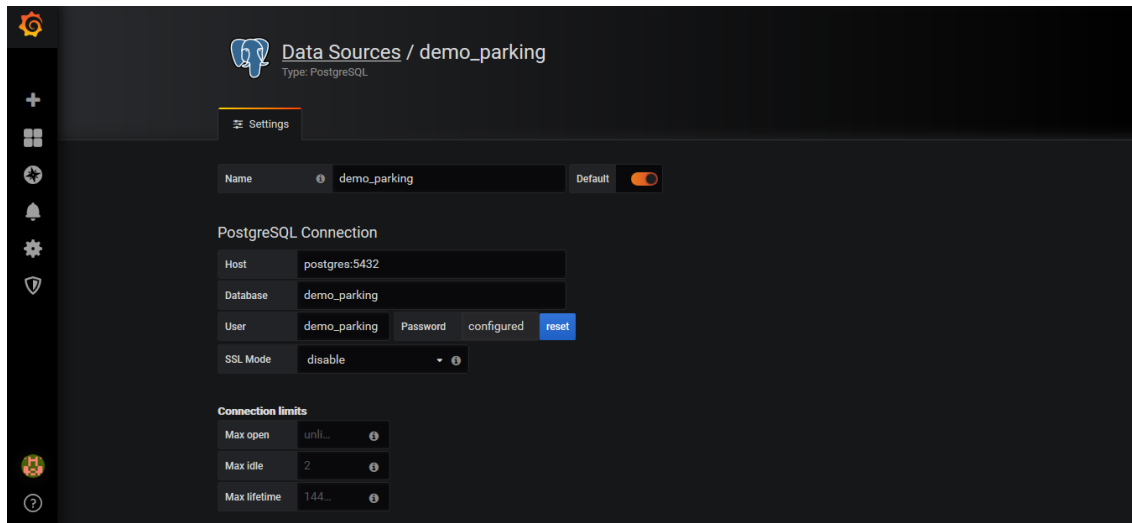 Data Sources / demo_parking
Type: PostgreSQL
Settings
Name demo_parking Default
PostgreSQL Connection
Host postgres:5432
Database demo_parking
User demo_parking Password configured reset
SSL Mode disable
Connection limits
Max open unli...
Max idle 2
Max lifetime 144...